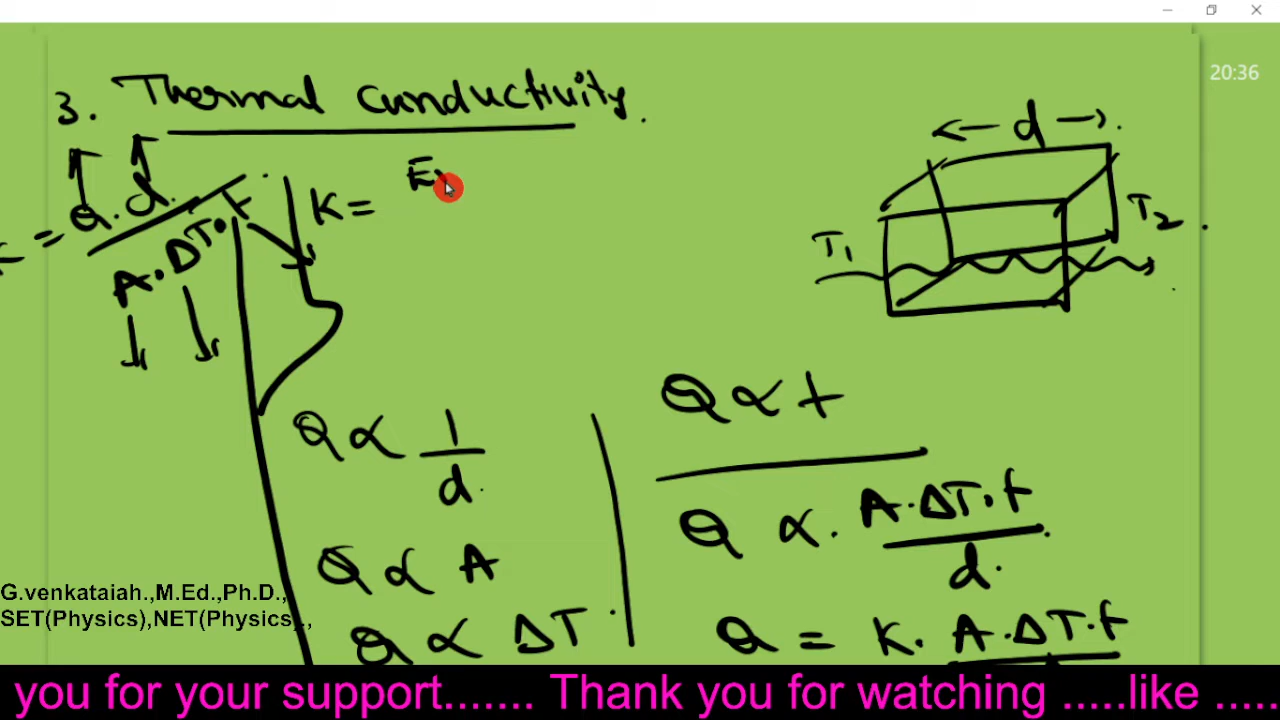 20:36
3. Thermal conductivity.
= Q.d.
A.ΔT.t
K =
d
T1
T2
Q ∝ 1/d
Q ∝ A
Q ∝ ΔT
Q ∝ t
Q ∝ A.ΔT.t/d
Q = K. A.ΔT.t
G.venkataiah.,M.Ed.,Ph.D.,
SET(Physics),NET(Physics).,
you for your support....... Thank you for watching .....like .....